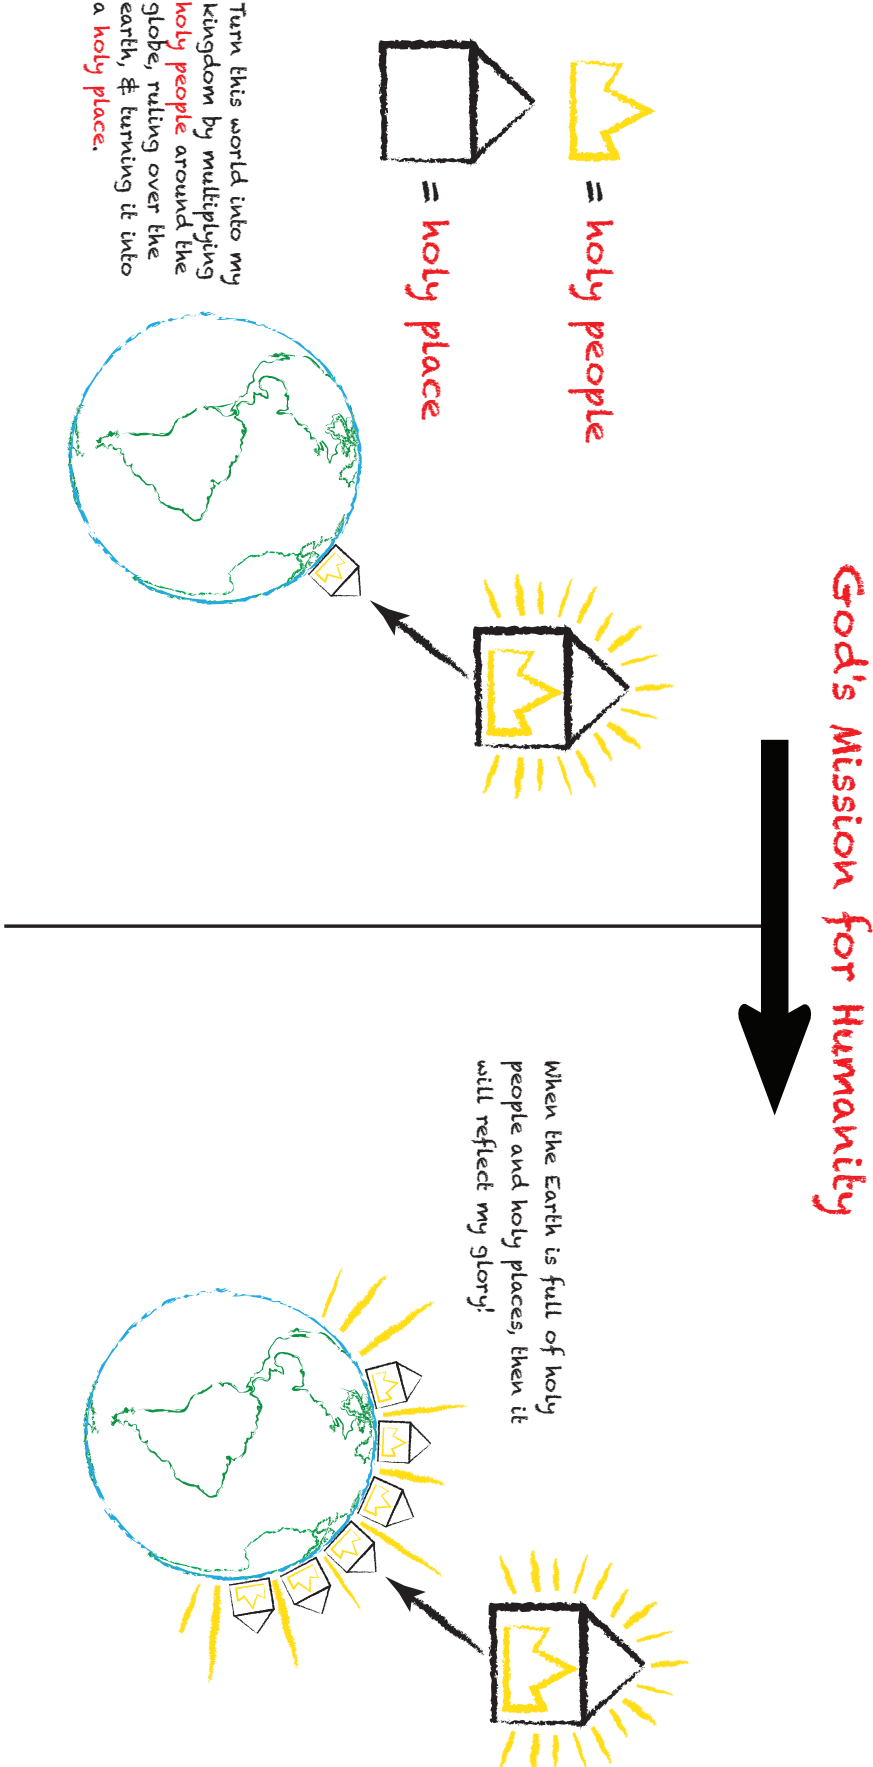 God's Mission for Humanity
= holy people
= holy place
Turn this world into my
kingdom by multiplying
holy people around the
globe, ruling over the
earth, & turning it into
a holy place.
When the Earth is full of holy
people and holy places, then it
will reflect my glory!